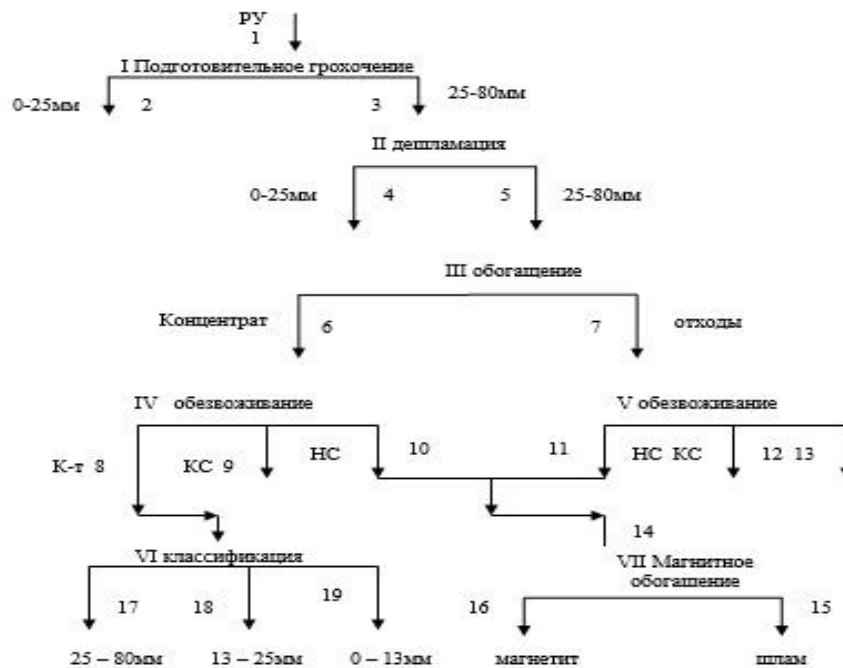 РУ
1
I Подготовительное грохочение
0-25мм 2 3 25-80мм
II дешламация
0-25мм 4 5 25-80мм
III обогащение
Концентрат 6 7 отходы
IV обезвоживание V обезвоживание
К-т 8 КС 9 НС 10 11 НС КС 12 13
14
VI классификация VII Магнитное
обогашение
17 18 19 16 15
25 – 80мм 13 – 25мм 0 – 13мм магнетит шлам